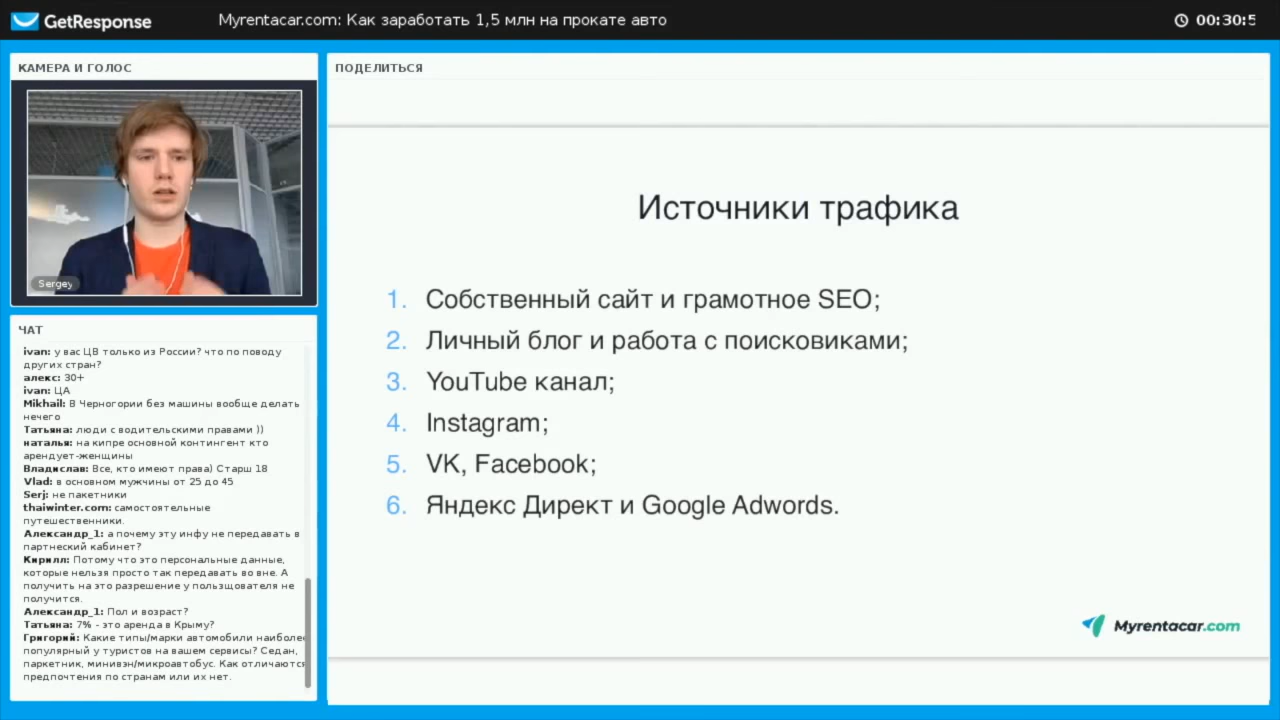 GetResponse
Myrentacar.com: Как заработать 1,5 млн на прокате авто
00:30:5
КАМЕРА И ГОЛОС
Sergey
ЧАТ
ivan: у вас ЦВ только из России? что по поводу
других стран?
алекс: 30+
ivan: ЦА
Mikhail: В Черногории без машины вообще делать
нечего
Татьяна: люди с водительскими правами ))
наталья: на кипре основной контингент кто
арендует-женщины
Владислав: Все, кто имеют права) Старш 18
Vlad: в основном мужчины от 25 до 45
Serj: не пакетники
thaiwinter.com: самостоятельные
путешественники.
Александр_1: а почему эту инфу не передавать в
партнеский кабинет?
Кирилл: Потому что это персональные данные,
которые нельзя просто так передавать во вне. А
получить на это разрешение у пользщователя не
получится.
Александр_1: Пол и возраст?
Татьяна: 7% - это аренда в Крыму?
Григорий: Какие типы/марки автомобили наиболее
популярный у туристов на вашем сервисы? Седан,
паркетник, минивэн/микроавтобус. Как отличаются
предпочтения по странам или их нет.
ПОДЕЛИТЬСЯ
Источники трафика
1. Собственный сайт и грамотное SEO;
2. Личный блог и работа с поисковиками;
3. YouTube канал;
4. Instagram;
5. VK, Facebook;
6. Яндекс Директ и Google Adwords.
Myrentacar.com